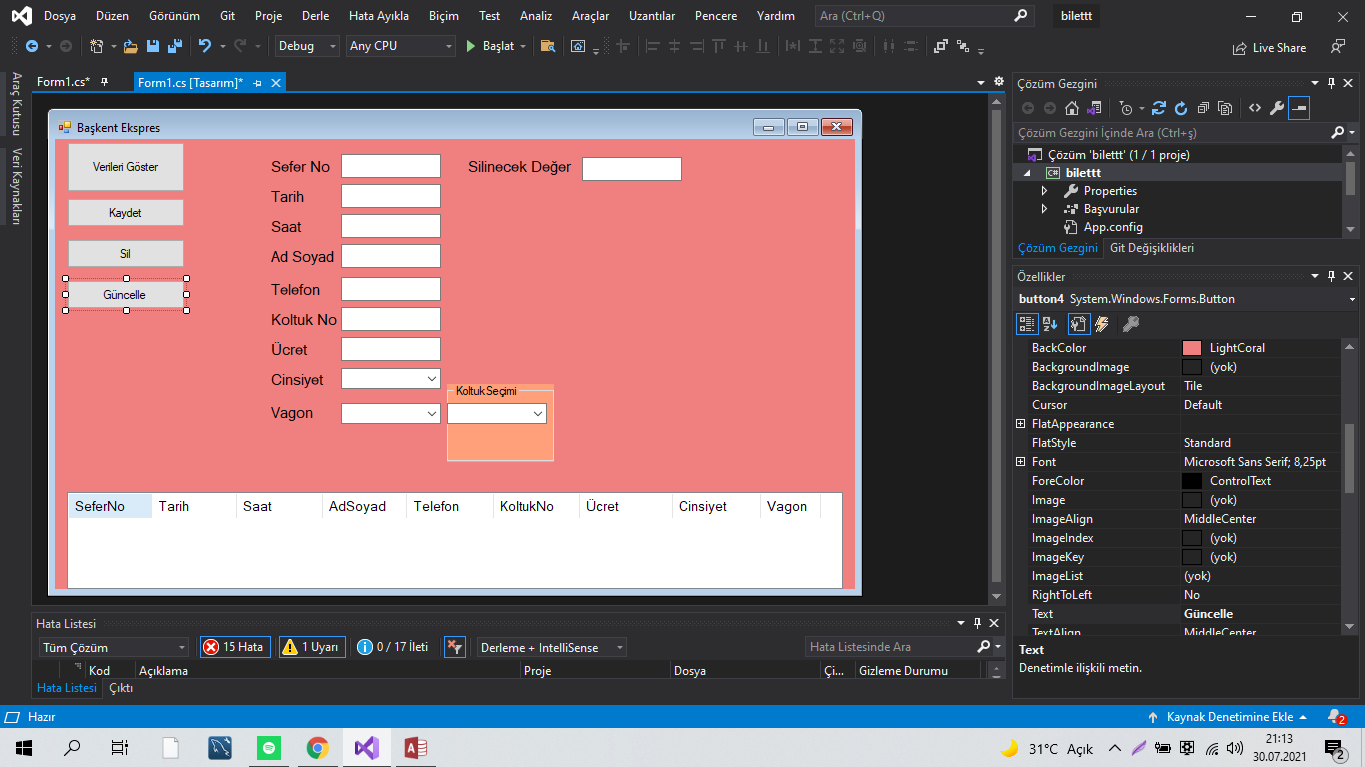 Dosya Düzen Görünüm Git Proje Derle Hata Ayıkla Biçim Test Analiz Araçlar Uzantılar Pencere Yardım Ara (Ctrl+Q) bilettt
Debug Any CPU Başlat Live Share
Araç Kutusu
Veri Kaynakları
Form1.cs* Form1.cs [Tasarım]*
Başkent Ekspres
Verileri Göster
Kaydet
Sil
Güncelle
Sefer No
Tarih
Saat
Ad Soyad
Telefon
Koltuk No
Ücret
Cinsiyet
Vagon
Silinecek Değer
Koltuk Seçimi
SeferNo Tarih Saat AdSoyad Telefon KoltukNo Ücret Cinsiyet Vagon
Hata Listesi
Tüm Çözüm 15 Hata 1 Uyarı 0 / 17 İleti Derleme + IntelliSense Hata Listesinde Ara
Kod Açıklama Proje Dosya Çi... Gizleme Durumu
Hata Listesi Çıktı
Çözüm Gezgini
Çözüm Gezgini İçinde Ara (Ctrl+ş)
Çözüm 'bilettt' (1 / 1 proje)
C# bilettt
Properties
Başvurular
App.config
Çözüm Gezgini Git Değişiklikleri
Özellikler
button4 System.Windows.Forms.Button
BackColor LightCoral
BackgroundImage (yok)
BackgroundImageLayout Tile
Cursor Default
FlatAppearance
FlatStyle Standard
Font Microsoft Sans Serif; 8,25pt
ForeColor ControlText
Image (yok)
ImageAlign MiddleCenter
ImageIndex (yok)
ImageKey (yok)
ImageList (yok)
RightToLeft No
Text Güncelle
TextAlign MiddleCenter
Text
Denetimle ilişkili metin.
Hazır Kaynak Denetimine Ekle 2
31°C Açık 21:13
30.07.2021 2